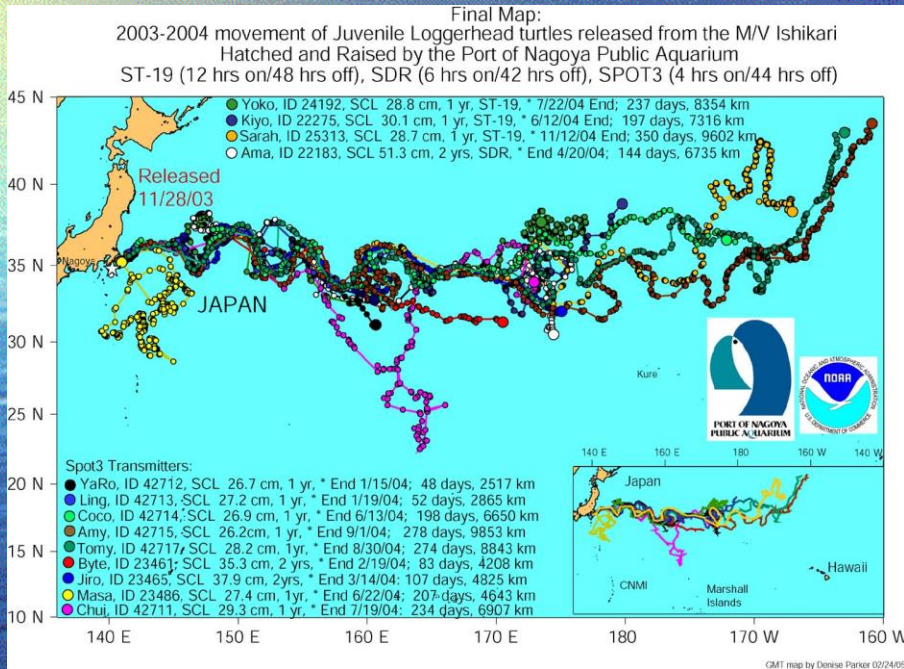 Final Map:
2003-2004 movement of Juvenile Loggerhead turtles released from the M/V Ishikari
Hatched and Raised by the Port of Nagoya Public Aquarium
ST-19 (12 hrs on/48 hrs off), SDR (6 hrs on/42 hrs off), SPOT3 (4 hrs on/44 hrs off)
45 N
Yoko, ID 24192, SCL 28.8 cm, 1 yr, ST-19, * 7/22/04 End; 237 days, 8354 km
Kiyo, ID 22275, SCL 30.1 cm, 1 yr, ST-19, * 6/12/04 End; 197 days, 7316 km
Sarah, ID 25313, SCL 28.7 cm, 1 yr, ST-19, * 11/12/04 End; 350 days, 9602 km
Ama, ID 22183, SCL 51.3 cm, 2 yrs, SDR, * End 4/20/04; 144 days, 6735 km
40 N
Released
11/28/03
35 N
Nagoya
JAPAN
30 N
Kure
PORT OF NAGOYA
PUBLIC AQUARIUM
NATIONAL OCEANIC AND ATMOSPHERIC ADMINISTRATION
NOAA
U.S. DEPARTMENT OF COMMERCE
25 N
20 N
Spot3 Transmitters:
YaRo, ID 42712, SCL 26.7 cm, 1 yr, * End 1/15/04; 48 days, 2517 km
Ling, ID 42713, SCL 27.2 cm, 1 yr, * End 1/19/04; 52 days, 2865 km
Coco, ID 42714, SCL 26.9 cm, 1 yr, * End 6/13/04; 198 days, 6650 km
Amy, ID 42715, SCL 26.2cm, 1 yr, * End 9/1/04; 278 days, 9853 km
Tomy, ID 42717, SCL 28.2 cm, 1yr, * End 8/30/04; 274 days, 8843 km
Byte, ID 23461, SCL 35.3 cm, 2 yrs * End 2/19/04; 83 days, 4208 km
Jiro, ID 23465, SCL 37.9 cm, 2yrs, * End 3/14/04: 107 days, 4825 km
Masa, ID 23486, SCL 27.4 cm, 1 yr, * End 6/22/04; 207 days, 4643 km
Chui, ID 42711, SCL 29.3 cm, 1 yr, * End 7/19/04: 234 days, 6907 km
15 N
10 N
140 E 160 E 180 160 W
Japan
CNMI
Marshall
Islands
Hawaii
140 E 150 E 160 E 170 E 180 170 W 160 W
GMT map by Denise Parker 02/24/05